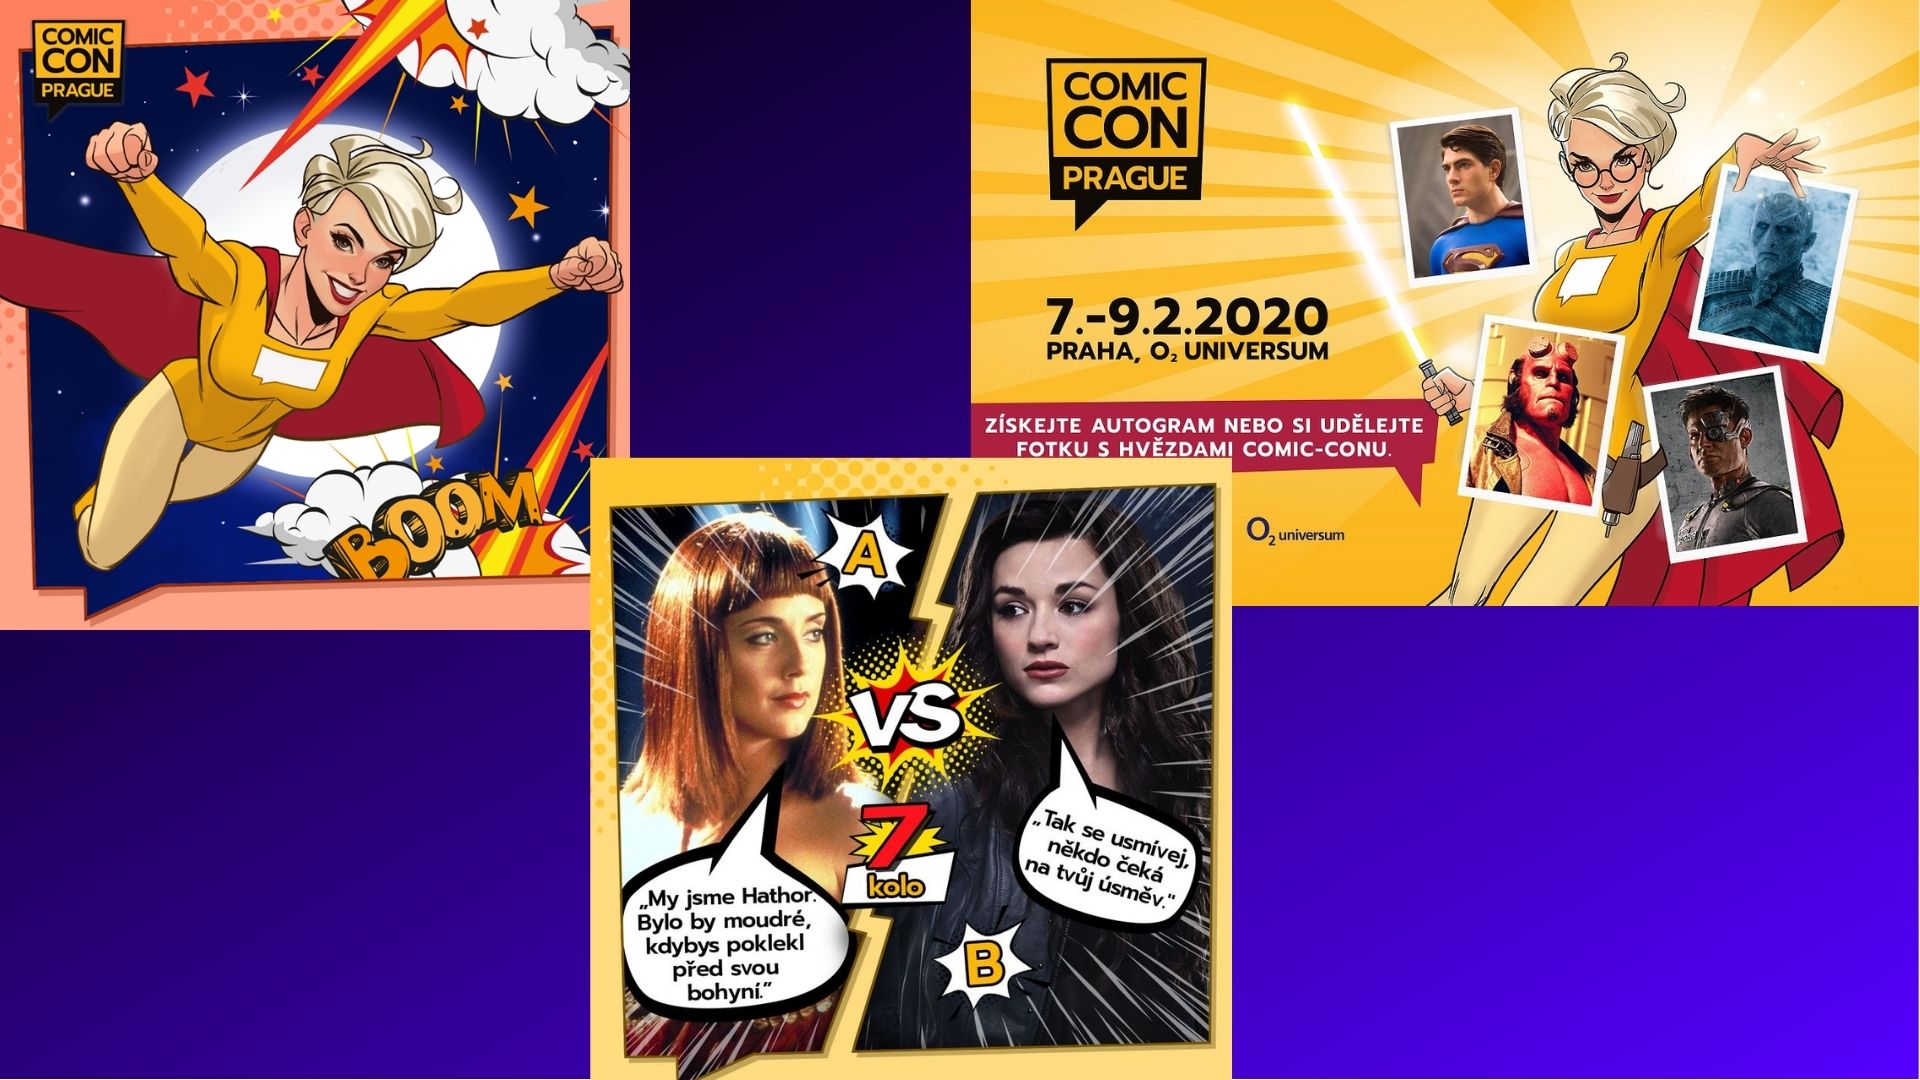 COMIC
CON
PRAGUE
BOOM
COMIC
CON
PRAGUE
7.-9.2.2020
PRAHA, O₂ UNIVERSUM
ZÍSKEJTE AUTOGRAM NEBO SI UDĚLEJTE
FOTKU S HVĚZDAMI COMIC-CONU.
O₂ universum
A
VS
7
kolo
„My jsme Hathor.
Bylo by moudré,
kdybys poklekl
před svou
bohyní.“
„Tak se usmívej,
někdo čeká
na tvůj úsměv."
B